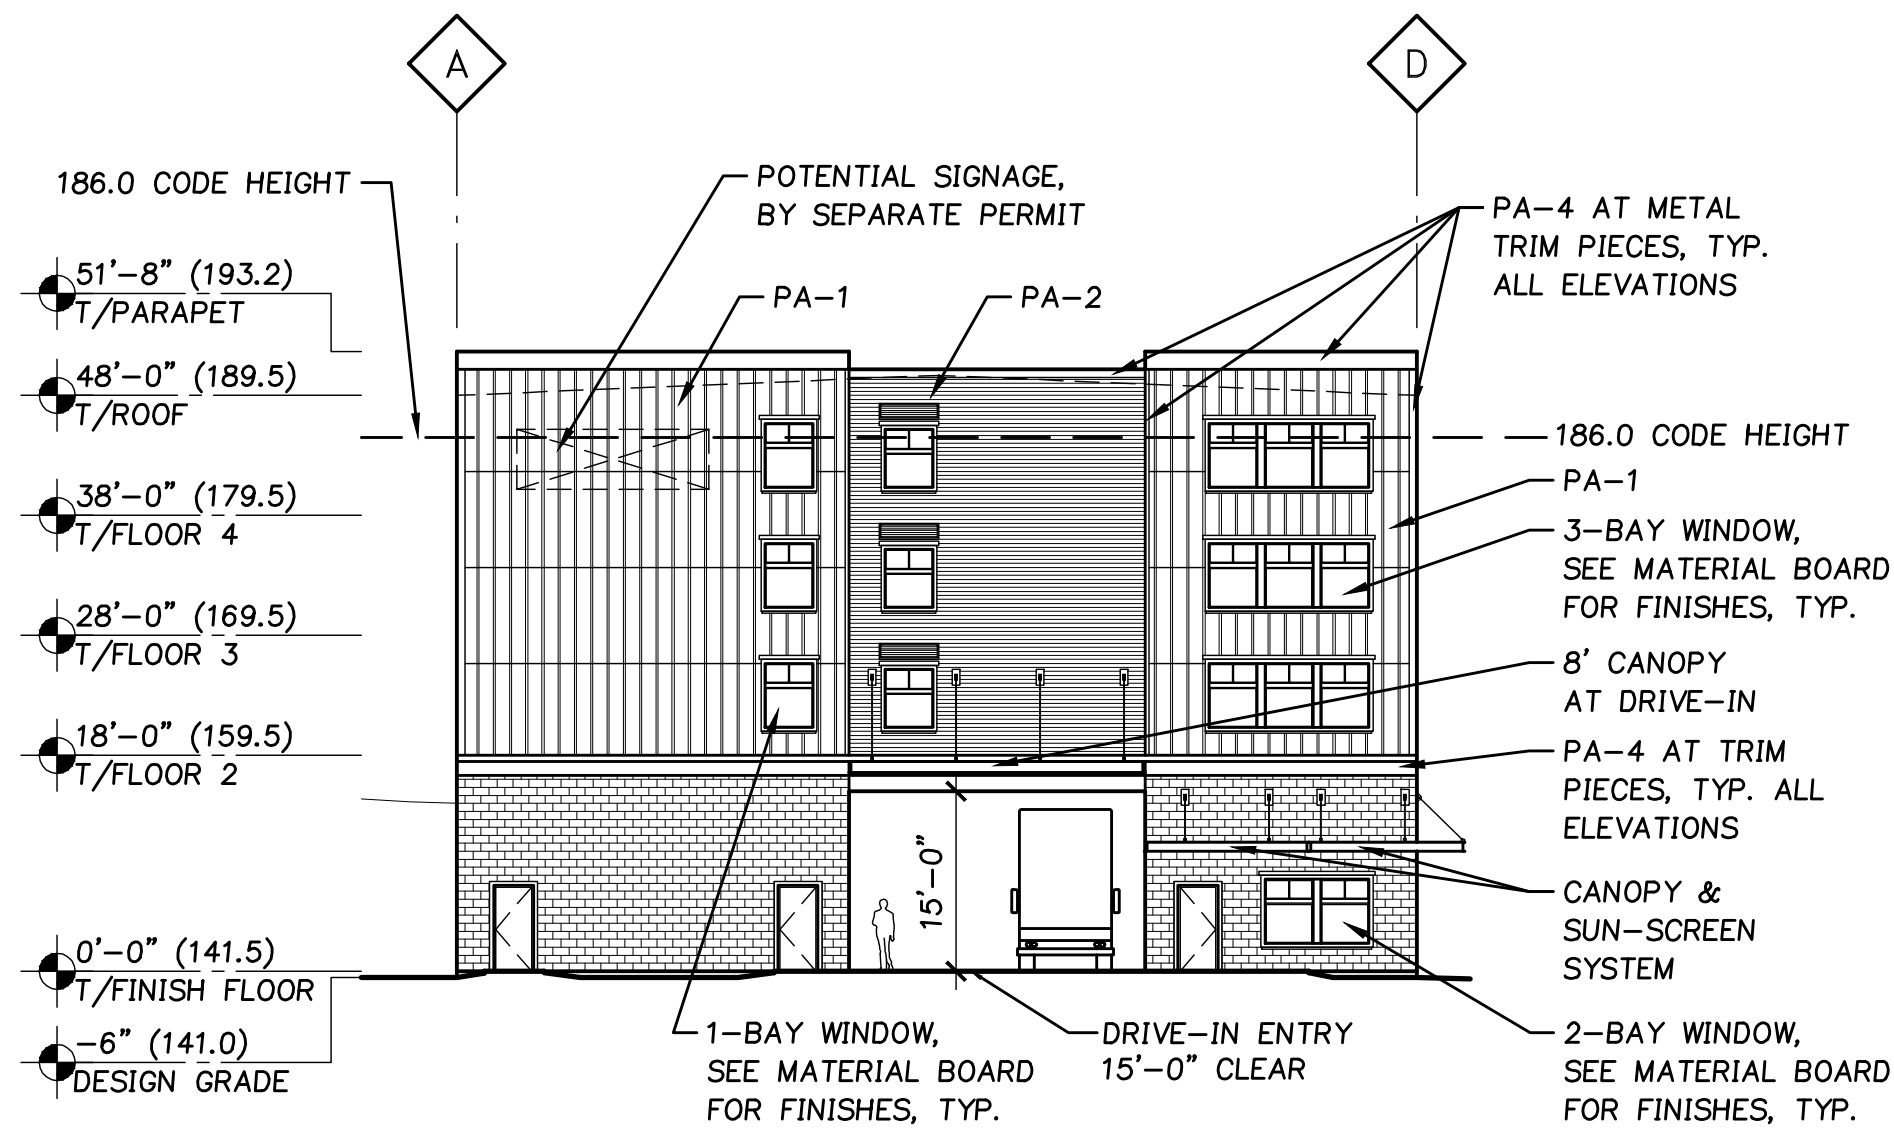 A
D
186.0 CODE HEIGHT
POTENTIAL SIGNAGE,
BY SEPARATE PERMIT
PA-4 AT METAL
TRIM PIECES, TYP.
ALL ELEVATIONS
51'-8" (193.2)
T/PARAPET
PA-1
PA-2
48'-0" (189.5)
T/ROOF
186.0 CODE HEIGHT
PA-1
38'-0" (179.5)
T/FLOOR 4
3-BAY WINDOW,
SEE MATERIAL BOARD
FOR FINISHES, TYP.
28'-0" (169.5)
T/FLOOR 3
8' CANOPY
AT DRIVE-IN
18'-0" (159.5)
T/FLOOR 2
PA-4 AT TRIM
PIECES, TYP. ALL
ELEVATIONS
15'-0"
CANOPY &
SUN-SCREEN
SYSTEM
0'-0" (141.5)
T/FINISH FLOOR
-6" (141.0)
DESIGN GRADE
1-BAY WINDOW,
SEE MATERIAL BOARD
FOR FINISHES, TYP.
DRIVE-IN ENTRY
15'-0" CLEAR
2-BAY WINDOW,
SEE MATERIAL BOARD
FOR FINISHES, TYP.